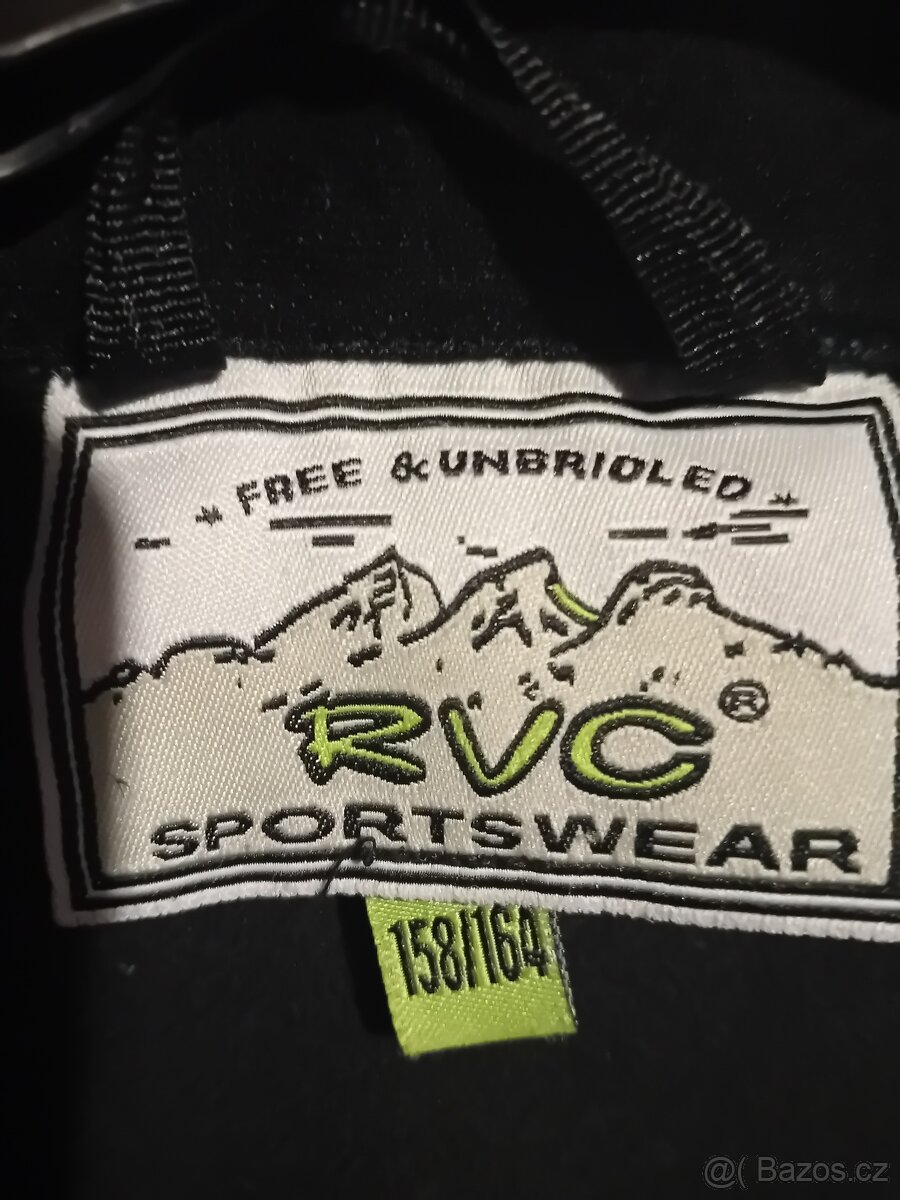 * FREE & UNBRIDLED *
RVC®
SPORTSWEAR
158/164
@( Bazos.cz